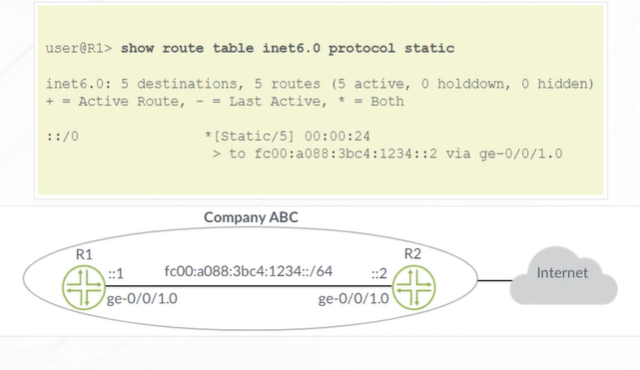 user@R1> show route table inet6.0 protocol static
inet6.0: 5 destinations, 5 routes (5 active, 0 holddown, 0 hidden)
+ = Active Route, - = Last Active, * = Both
::/0 *[Static/5] 00:00:24
> to fc00:a088:3bc4:1234::2 via ge-0/0/1.0
Company ABC
R1 R2
::1 fc00:a088:3bc4:1234::/64 ::2 Internet
ge-0/0/1.0 ge-0/0/1.0